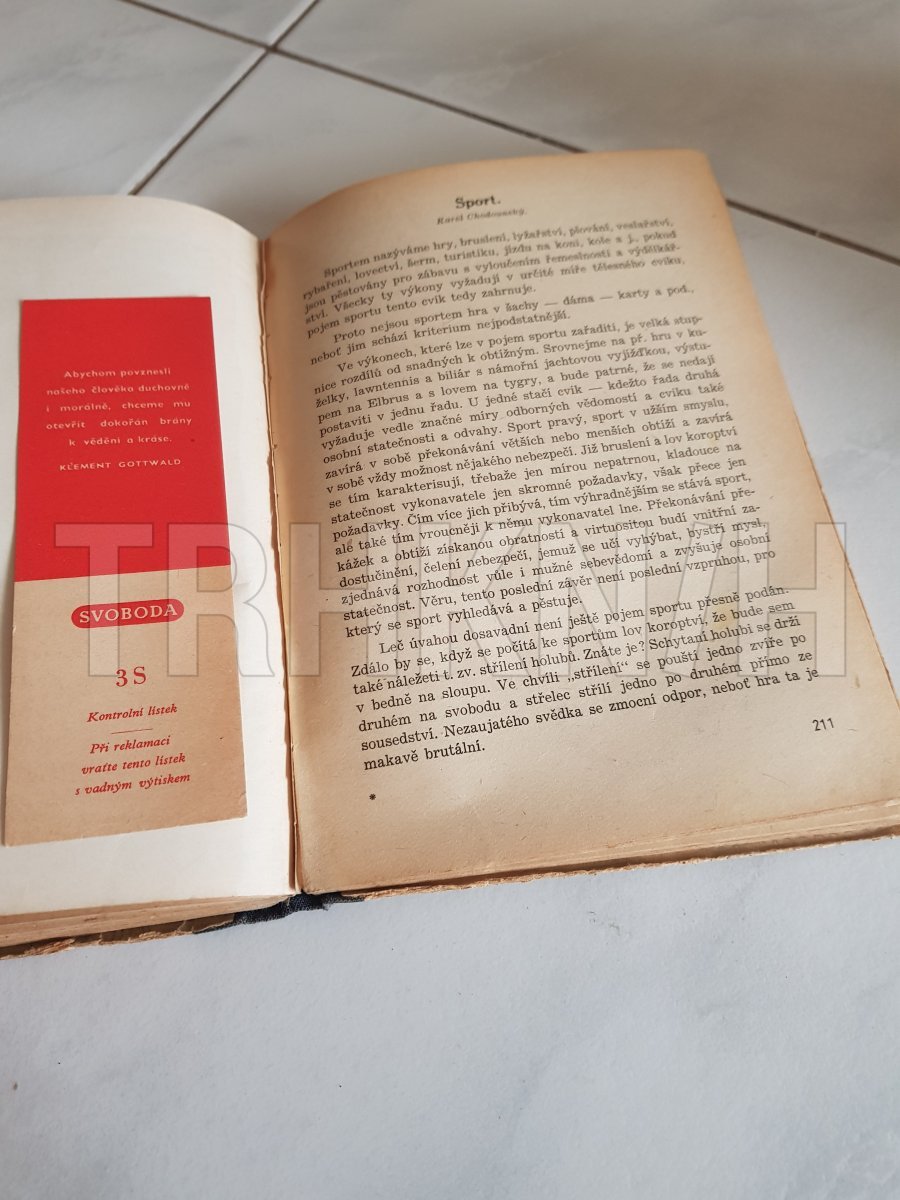 Abychom povznesli
našeho člověka duchovně
i morálně, chceme mu
otevřít dokořán brány
k vědění a kráse.
KLEMENT GOTTWALD
SVOBODA
3 S
Kontrolní lístek
Při reklamaci
vraťte tento lístek
s vadným výtiskem
Šport.
Karel Chodounský.
Sportem nazýváme hry, bruslení, lyžařství, plování, veslařství,
rybaření, lovectví, šerm, turistiku, jízdu na koni, kole a j., pokud
jsou pěstovány pro zábavu s vyloučením řemeslnosti a výdělkář-
ství. Všecky ty výkony vyžadují v určité míře tělesného cviku,
pojem sportu tento cvik tedy zahrnuje.
Proto nejsou sportem hra v šachy — dáma — karty a pod.,
neboť jim schází kriterium nejpodstatnější.
Ve výkonech, které lze v pojem sportu zařaditi, je velká stup-
nice rozdílů od snadných k obtížným. Srovnejme na př. hru v ku-
želky, lawntennis a biliár s námořní jachtovou vyjížďkou, výstu-
pem na Elbrus a s lovem na tygry, a bude patrné, že se nedají
postaviti v jednu řadu. U jedné stačí cvik — kdežto řada druhá
vyžaduje vedle značné míry odborných vědomostí a cviku také
osobní statečnosti a odvahy. Sport pravý, sport v užším smyslu,
zavírá v sobě překonávání větších nebo menších obtíží a zavírá
v sobě vždy možnost nějakého nebezpečí. Již bruslení a lov koroptví
se tím karakterisují, třebaže jen mírou nepatrnou, kladouce na
statečnost vykonavatele jen skromné požadavky, však přece jen
požadavky. Čím více jich přibývá, tím výhradnějším se stává sport,
ale také tím vroucněji k němu vykonavatel lne. Překonávání pře-
kážek a obtíží získanou obratností a virtuositou budí vnitřní za-
dostučinění, čelení nebezpečí, jemuž se učí vyhýbat, bystří mysl,
zjednává rozhodnost vůle i mužné sebevědomí a zvyšuje osobní
statečnost. Věru, tento poslední závěr není poslední vzpruhou, pro
který se sport vyhledává a pěstuje.
Leč úvahou dosavadní není ještě pojem sportu přesně podán.
Zdálo by se, když se počítá ke sportům lov koroptví, že bude sem
také náležeti t. zv. střílení holubů. Znáte je? Schytaní holubi se drží
v bedně na sloupu. Ve chvíli „střílení“ se pouští jedno zvíře po
druhém na svobodu a střelec střílí jedno po druhém přímo ze
sousedství. Nezaujatého svědka se zmocní odpor, neboť hra ta je
makavě brutální.
*
211
TRHKNIH